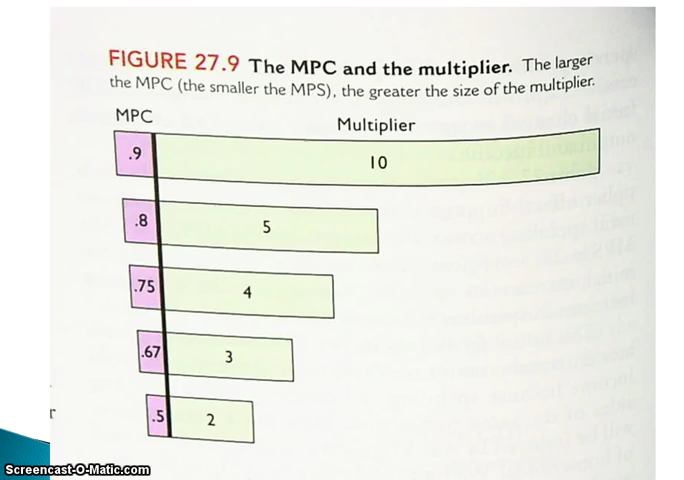 FIGURE 27.9 The MPC and the multiplier. The larger
the MPC (the smaller the MPS), the greater the size of the multiplier.
MPC
Multiplier
.9 10
.8 5
.75 4
.67 3
.5 2
r
Screencast-O-Matic.com